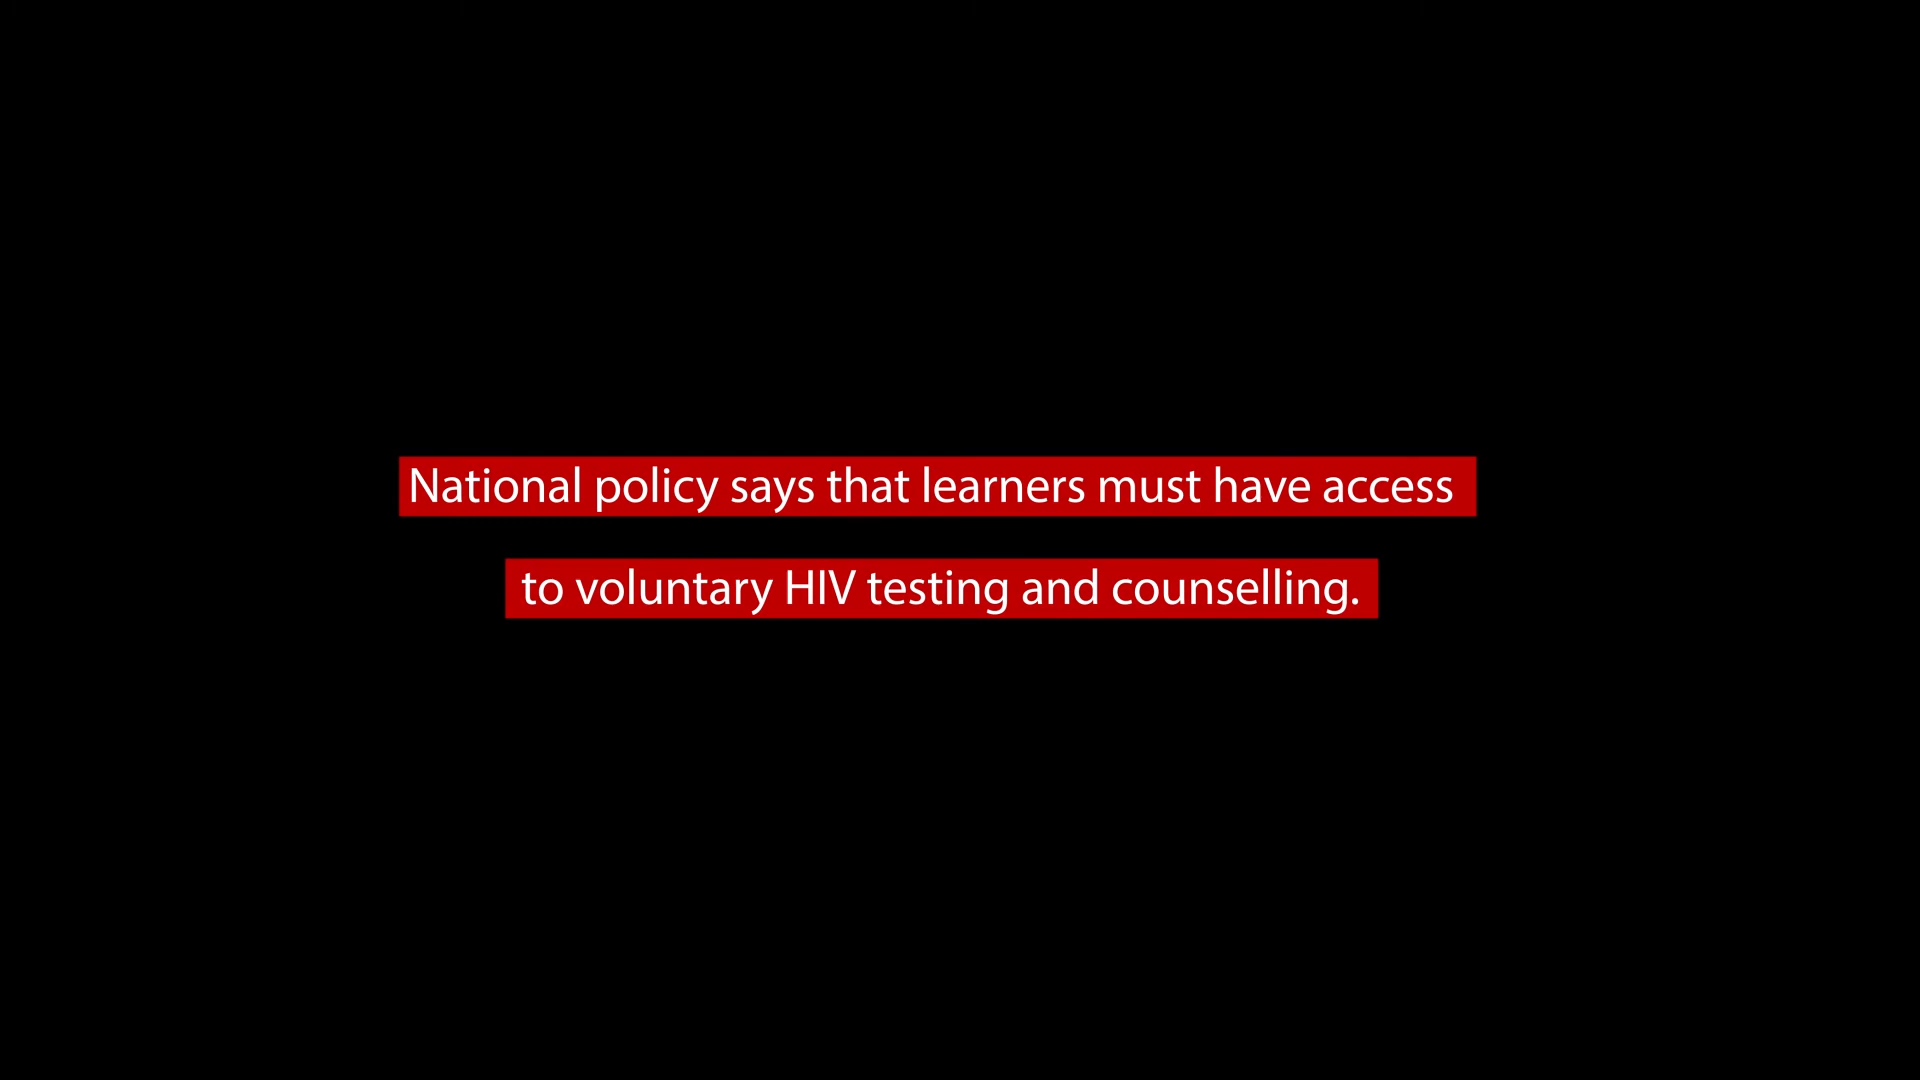 National policy says that learners must have access
to voluntary HIV testing and counselling.